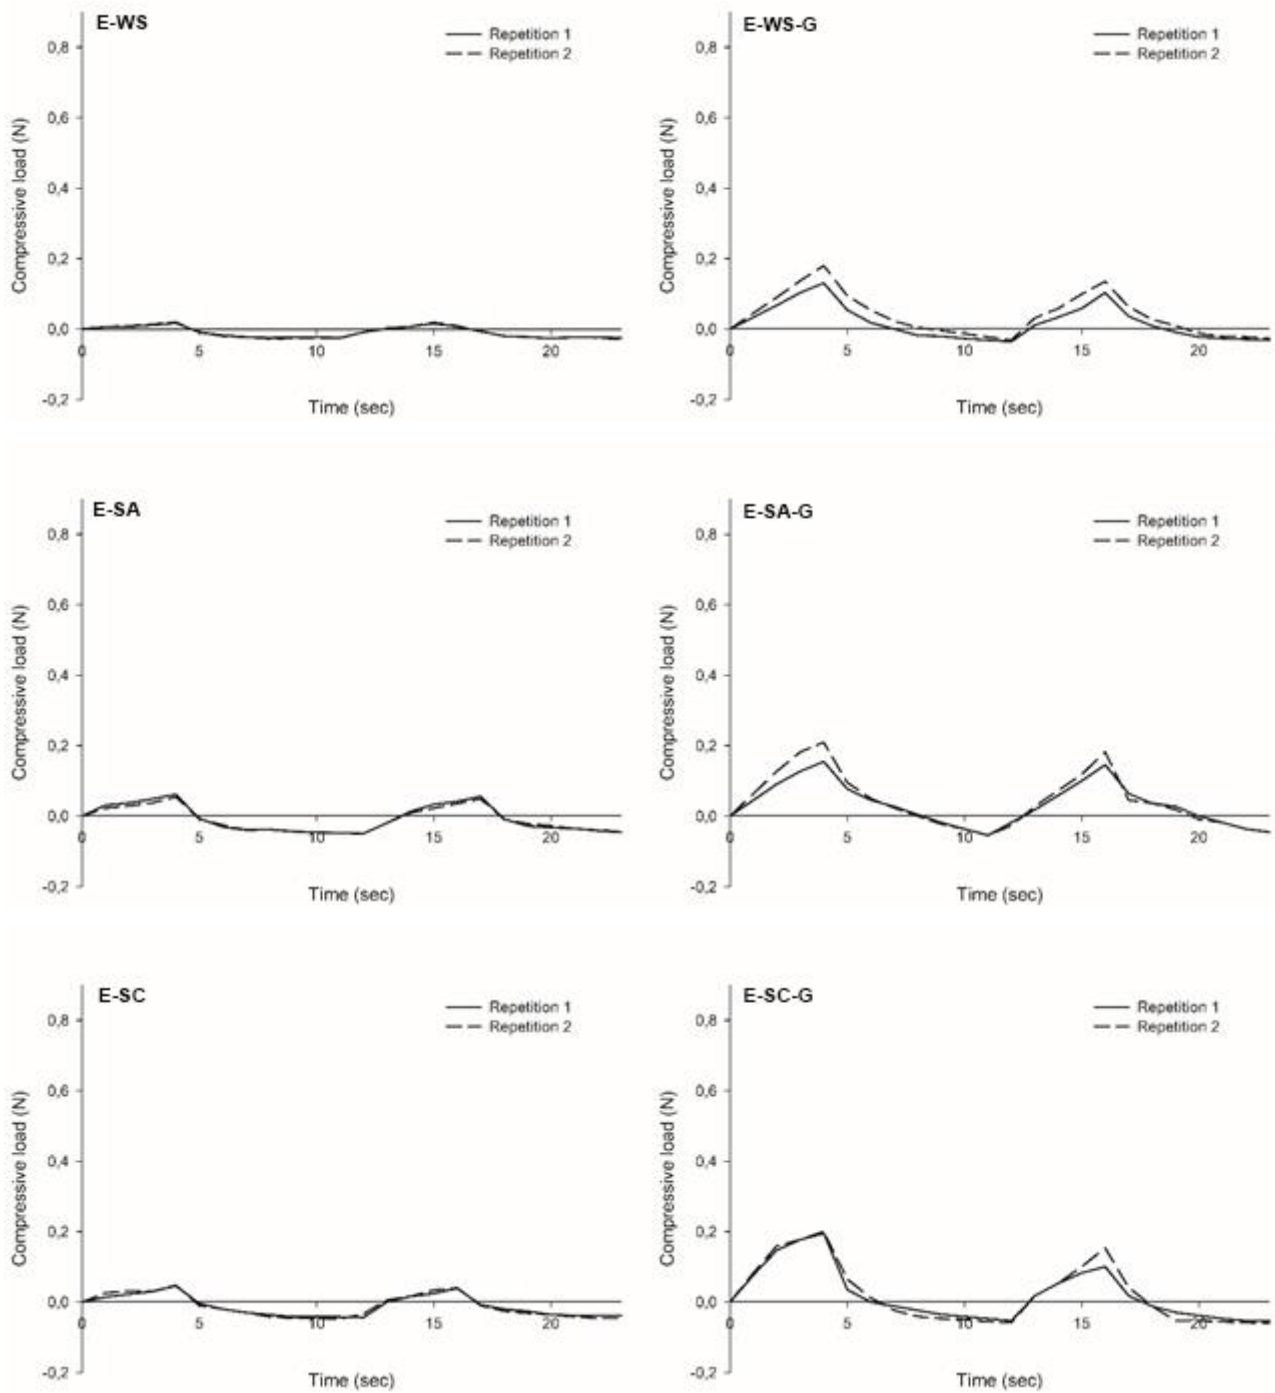 E-WS
Repetition 1
Repetition 2
0,8
0,6
0,4
0,2
0,0
-0,2
Compressive load (N)
0 5 10 15 20
Time (sec)
E-WS-G
Repetition 1
Repetition 2
0,8
0,6
0,4
0,2
0,0
-0,2
Compressive load (N)
0 5 10 15 20
Time (sec)
E-SA
Repetition 1
Repetition 2
0,8
0,6
0,4
0,2
0,0
-0,2
Compressive load (N)
0 5 10 15 20
Time (sec)
E-SA-G
Repetition 1
Repetition 2
0,8
0,6
0,4
0,2
0,0
-0,2
Compressive load (N)
0 5 10 15 20
Time (sec)
E-SC
Repetition 1
Repetition 2
0,8
0,6
0,4
0,2
0,0
-0,2
Compressive load (N)
0 5 10 15 20
Time (sec)
E-SC-G
Repetition 1
Repetition 2
0,8
0,6
0,4
0,2
0,0
-0,2
Compressive load (N)
0 5 10 15 20
Time (sec)